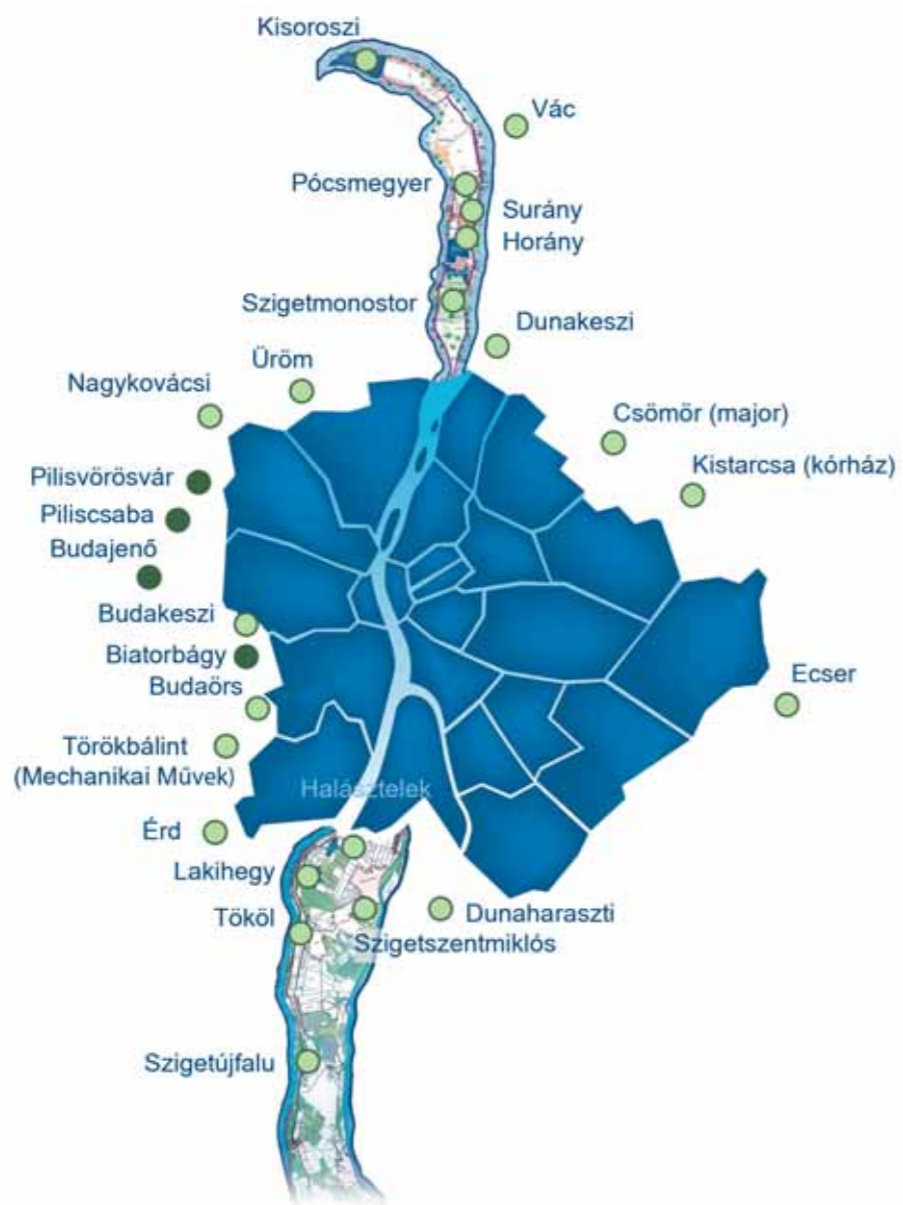 Kisoroszi
Vác
Pócsmegyer
Surány
Horány
Szigetmonostor
Dunakeszi
Üröm
Nagykovácsi
Csömör (major)
Kistarcsa (kórház)
Pilisvörösvár
Piliscsaba
Budajenő
Budakeszi
Biatorbágy
Budaörs
Ecser
Törökbálint
(Mechanikai Művek)
Halásztelek
Érd
Lakihegy
Tököl
Dunaharaszti
Szigetszentmiklós
Szigetújfalu